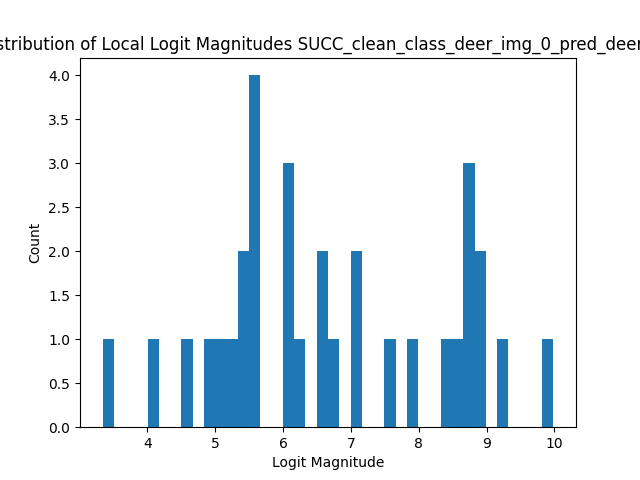 stribution of Local Logit Magnitudes SUCC_clean_class_deer_img_0_pred_deer
4.0
3.5
3.0
2.5
2.0
1.5
1.0
0.5
0.0
Count
4 5 6 7 8 9 10
Logit Magnitude